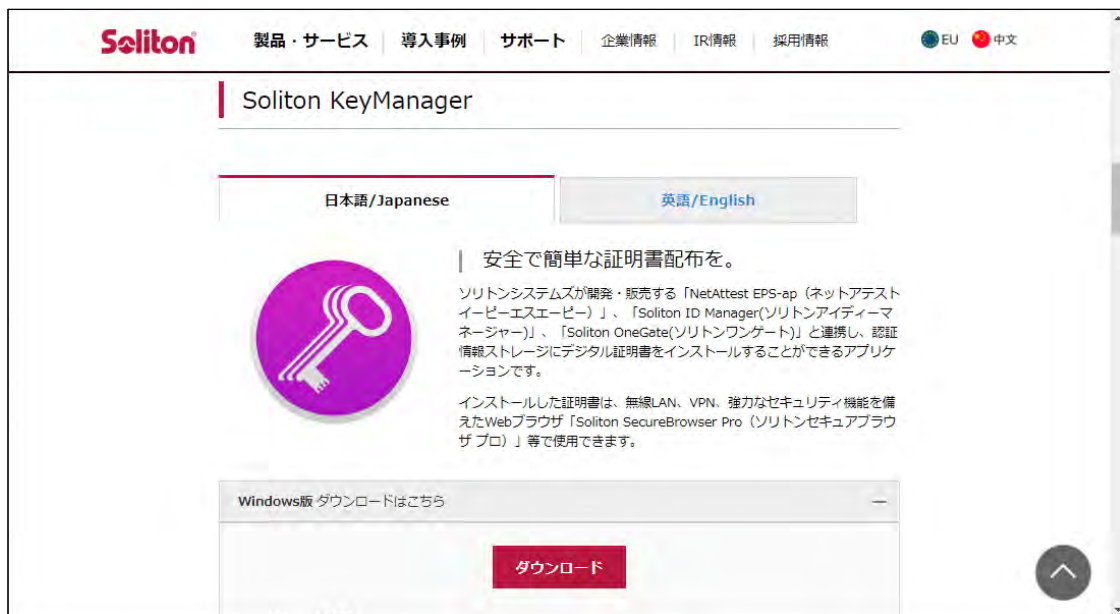 Soliton 製品・サービス 導入事例 サポート 企業情報 IR情報 採用情報 EU 中文
Soliton KeyManager
日本語/Japanese 英語/English
安全で簡単な証明書配布を。
ソリトンシステムズが開発・販売する「NetAttest EPS-ap（ネットアテスト
イーピーエスエーピー）」、「Soliton ID Manager(ソリトンアイディーマ
ネージャー)」、「Soliton OneGate(ソリトンワンゲート)」と連携し、認証
情報ストレージにデジタル証明書をインストールすることができるアプリケ
ーションです。
インストールした証明書は、無線LAN、VPN、強力なセキュリティ機能を備
えたWebブラウザ「Soliton SecureBrowser Pro（ソリトンセキュアブラウ
ザ プロ）」等で使用できます。
Windows版 ダウンロードはこちら
ダウンロード